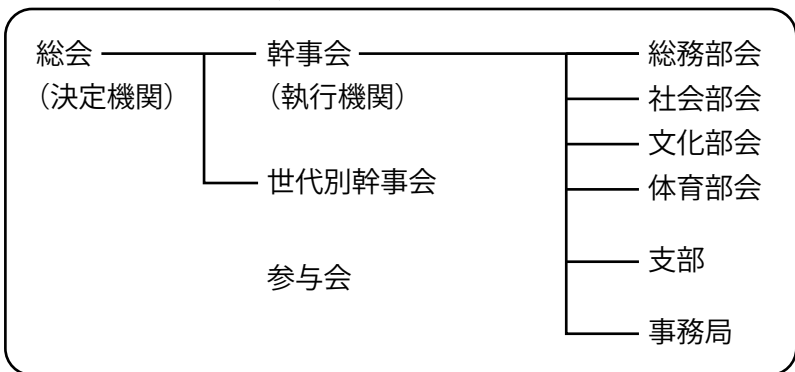 総会
(決定機関)
幹事会
(執行機関)
世代別幹事会
参与会
総務部会
社会部会
文化部会
体育部会
支部
事務局